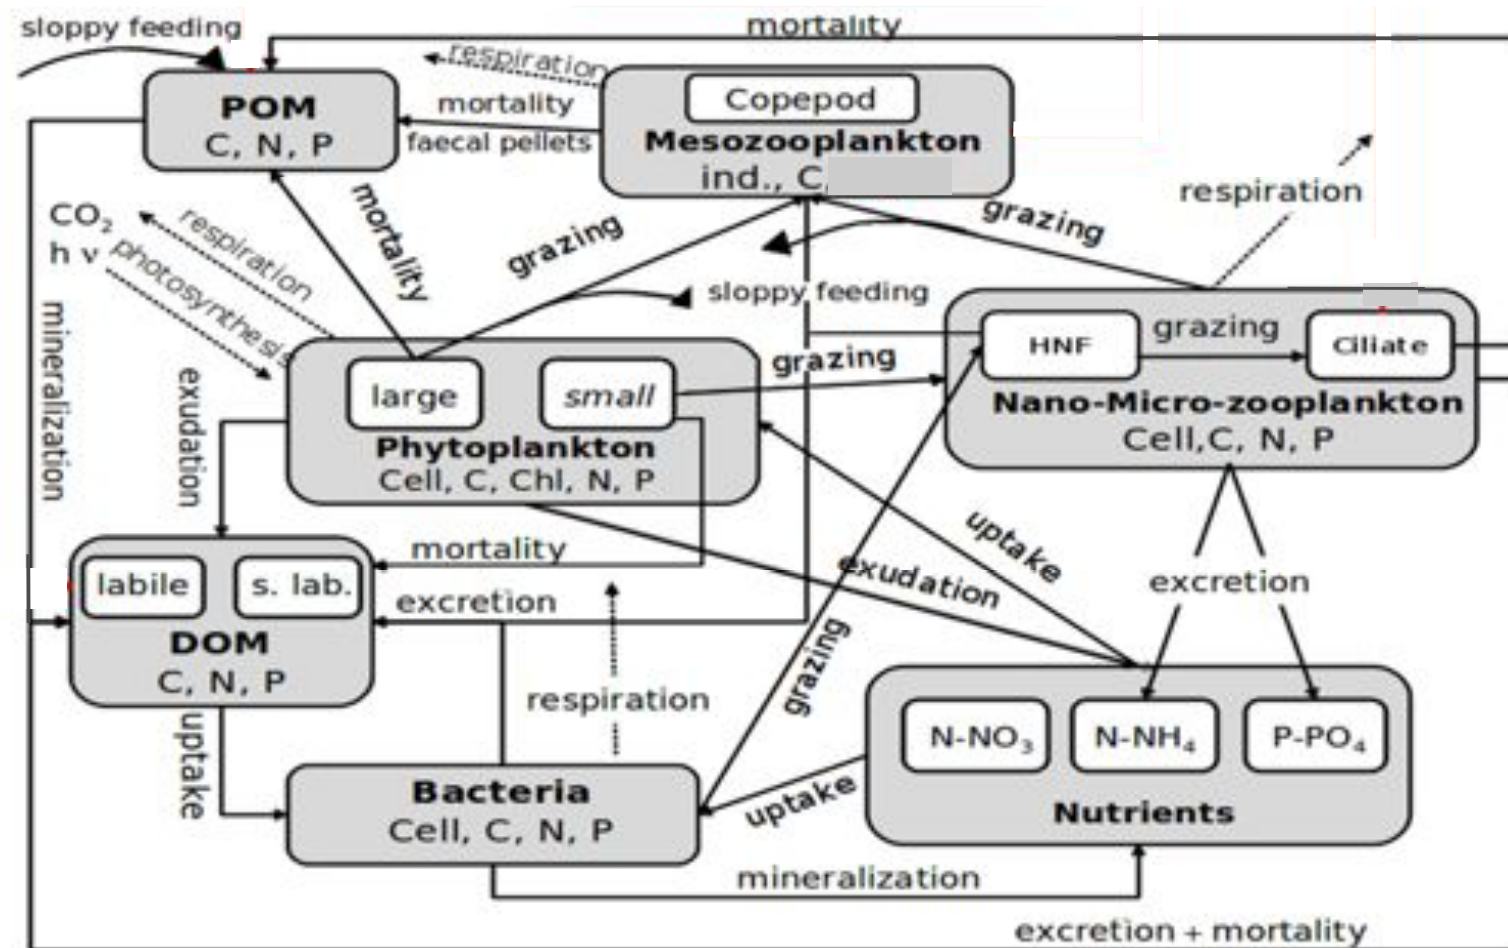 sloppy feeding
mortality
respiration
POM
C, N, P
mortality
faecal pellets
Copepod
Mesozooplankton
ind., C,
respiration
CO₂
h ν
respiration
photosynthesis
mortality
grazing
grazing
sloppy feeding
mineralization
exudation
large
small
Phytoplankton
Cell, C, Chl, N, P
grazing
HNF
grazing
Ciliate
Nano-Micro-zooplankton
Cell,C, N, P
uptake
exudation
excretion
mortality
labile
s. lab.
DOM
C, N, P
excretion
respiration
grazing
uptake
N-NO₃
N-NH₄
P-PO₄
Nutrients
Bacteria
Cell, C, N, P
uptake
mineralization
excretion + mortality